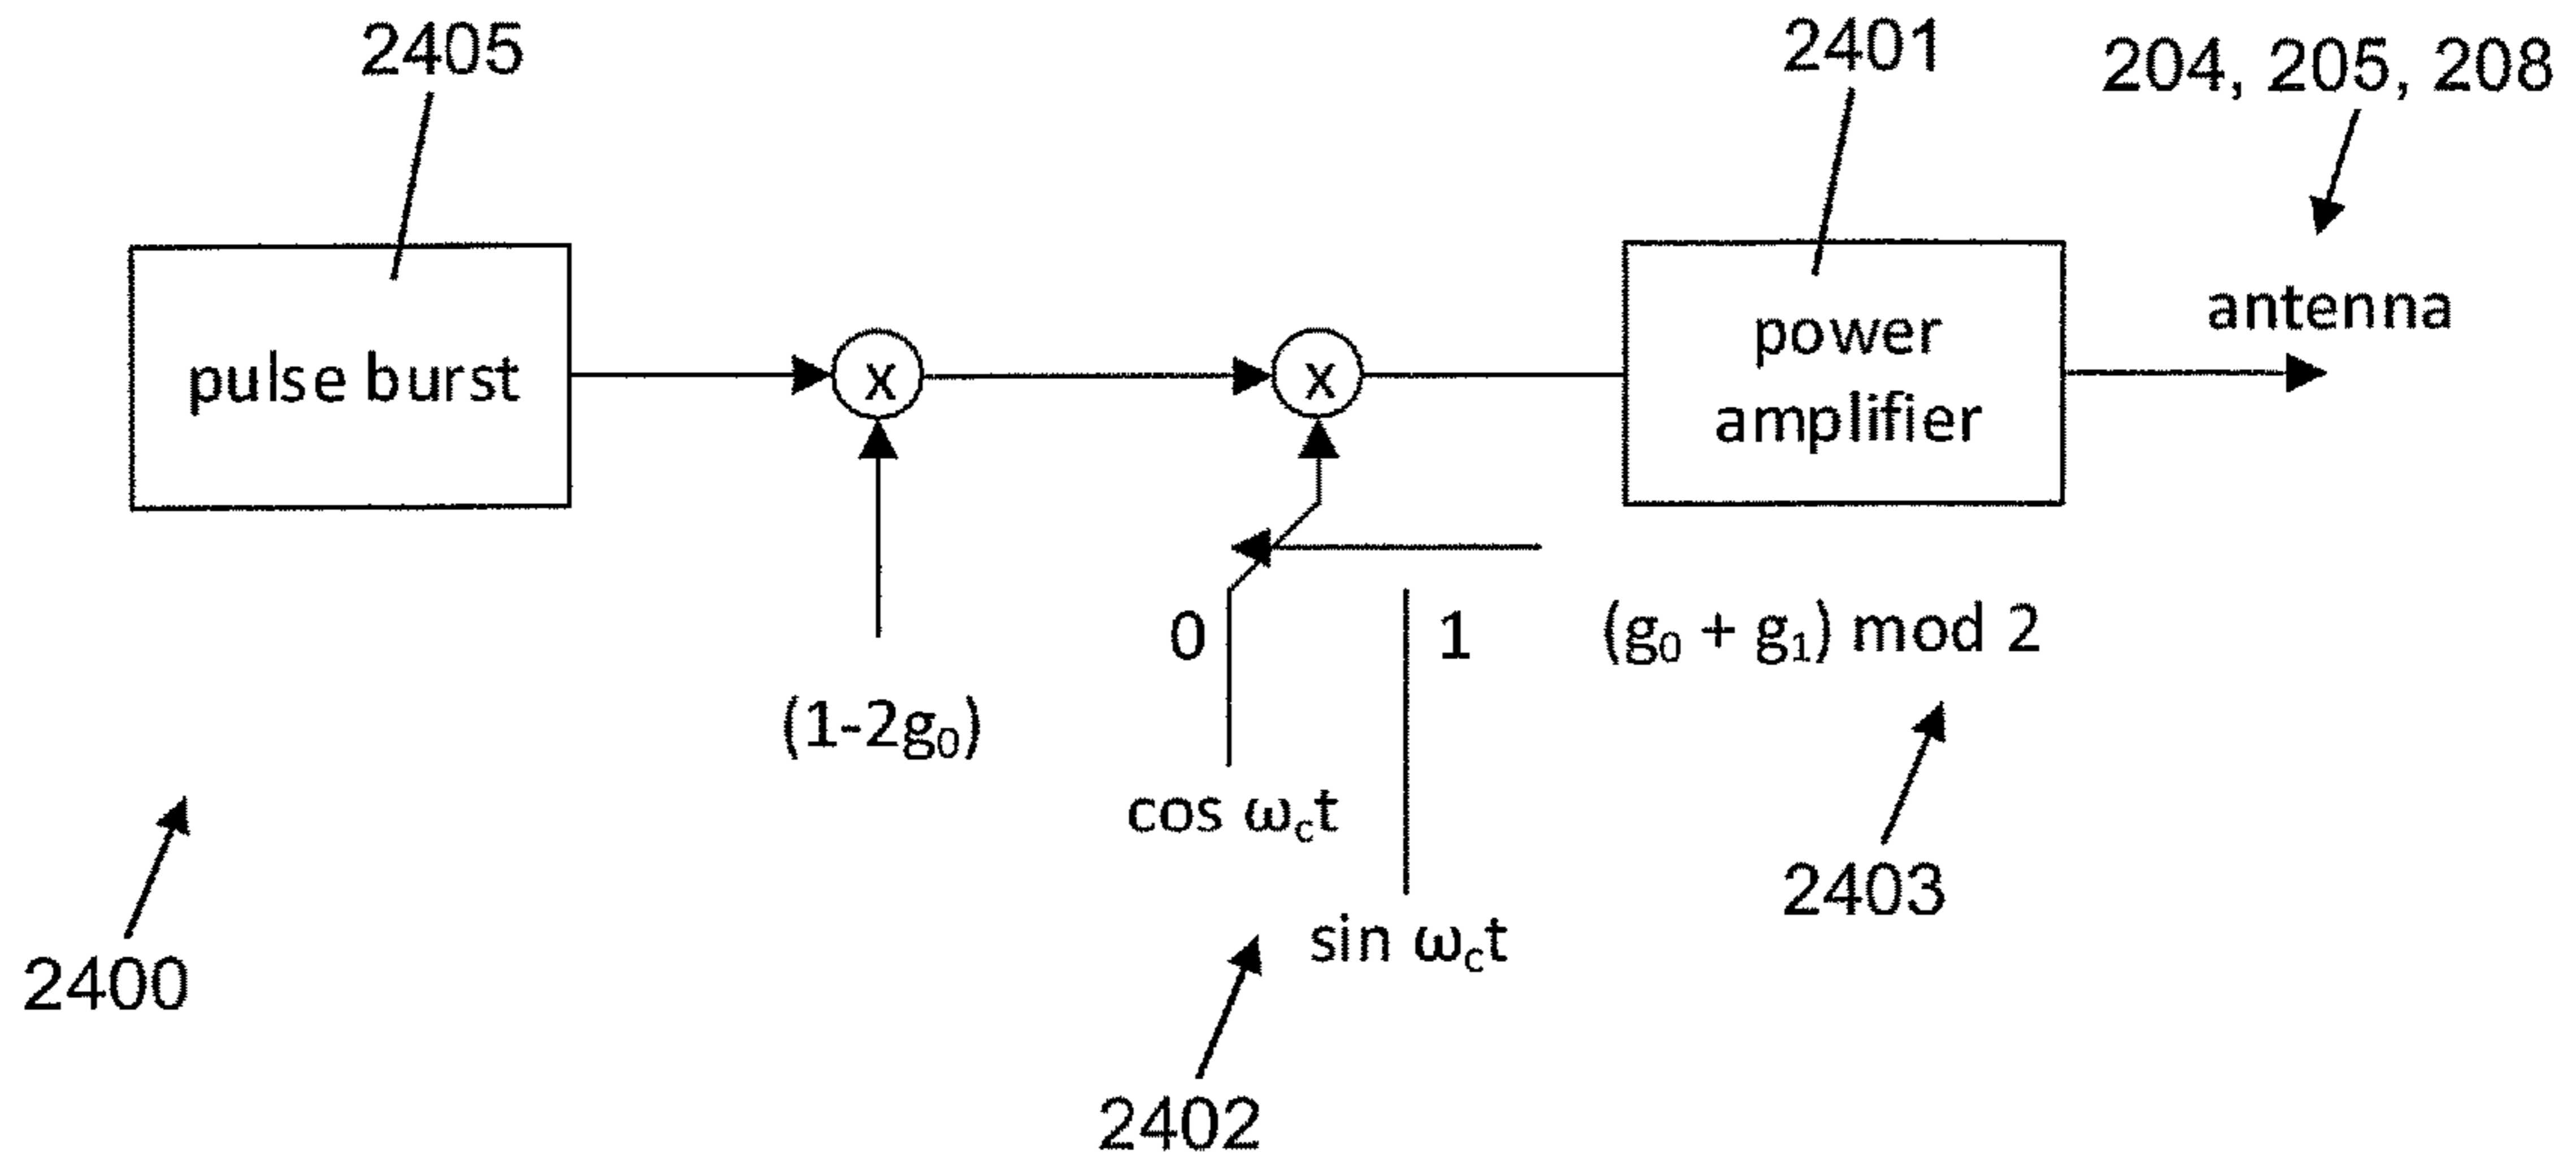 2405
2401
204, 205, 208
pulse burst
x
x
power
amplifier
antenna
0
1
(g₀ + g₁) mod 2
(1-2g₀)
cos ω꜀t
sin ω꜀t
2403
2400
2402